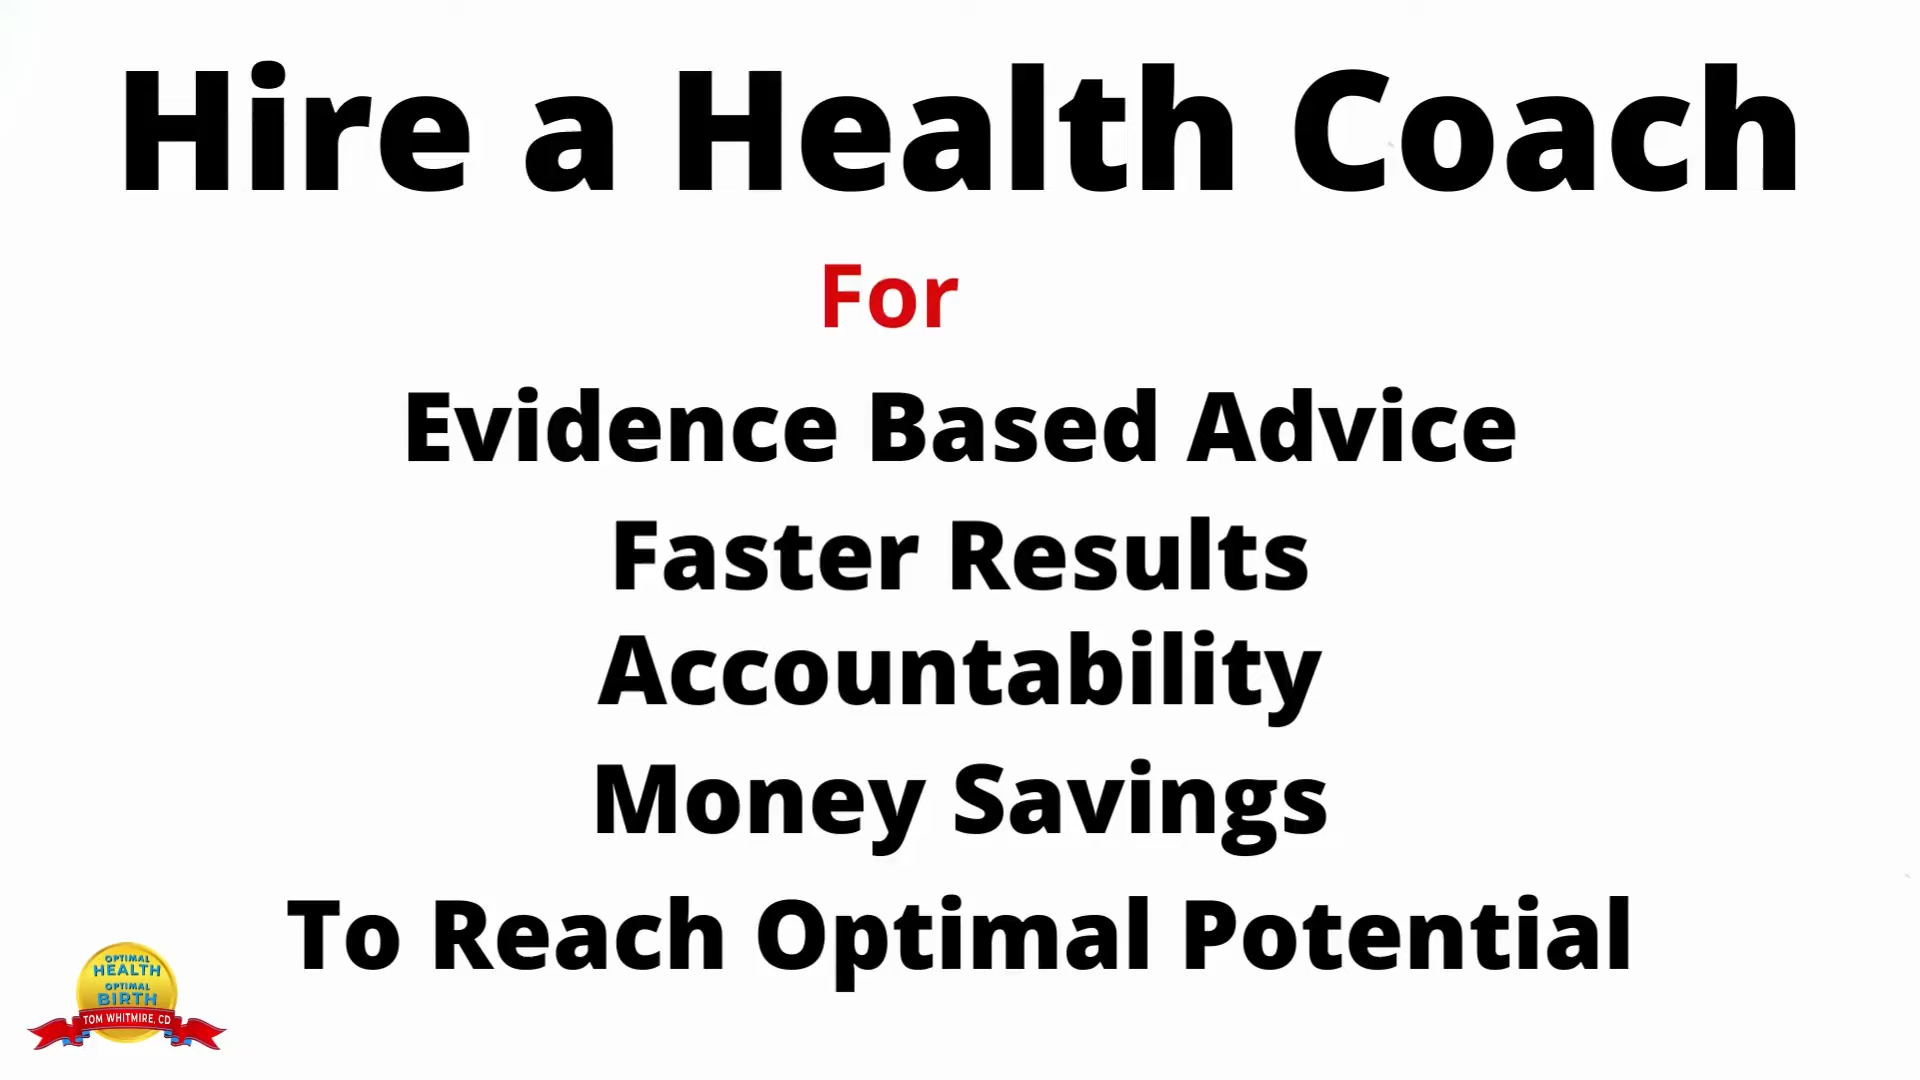 Hire a Health Coach
For
Evidence Based Advice
Faster Results
Accountability
Money Savings
To Reach Optimal Potential
OPTIMAL
HEALTH
OPTIMAL
BIRTH
TOM WHITMIRE, CD